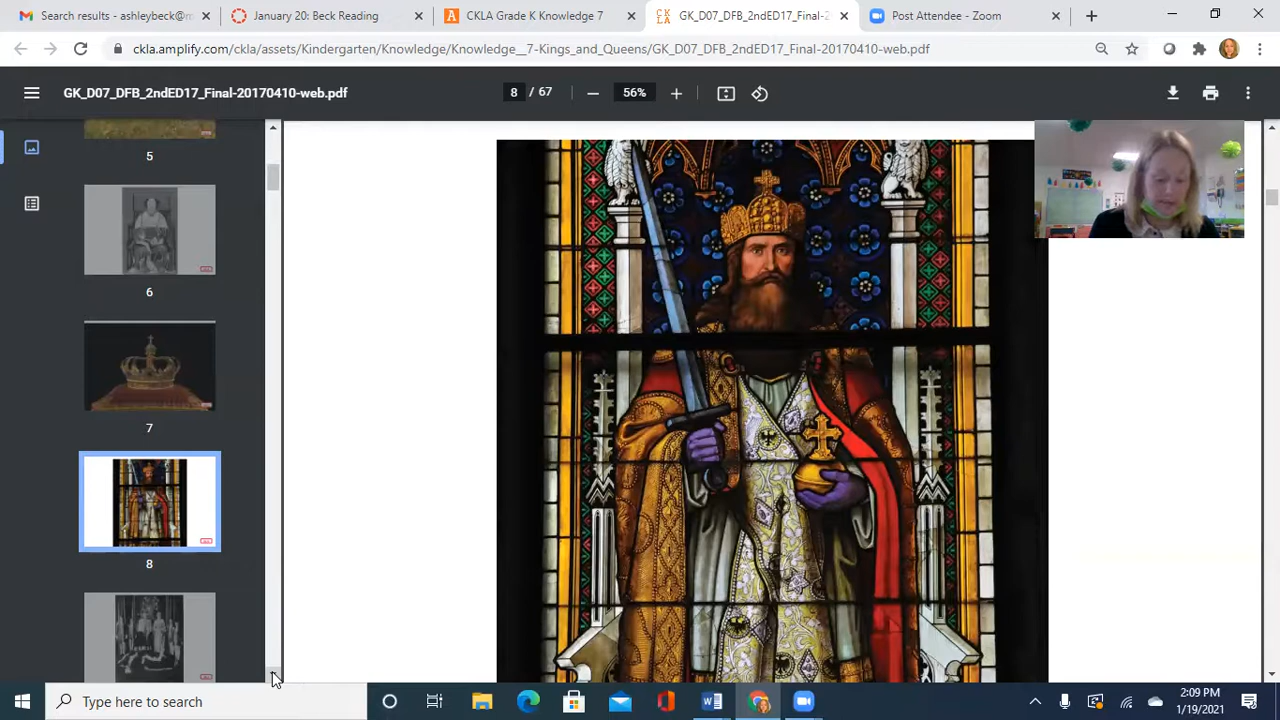 Search results - ashleybeck@m
January 20: Beck Reading
CKLA Grade K Knowledge 7
GK_D07_DFB_2ndED17_Final-2
Post Attendee - Zoom
ckla.amplify.com/ckla/assets/Kindergarten/Knowledge/Knowledge__7-Kings_and_Queens/GK_D07_DFB_2ndED17_Final-20170410-web.pdf
GK_D07_DFB_2ndED17_Final-20170410-web.pdf
8 / 67
56%
5
6
7
8
Type here to search
2:09 PM
1/19/2021